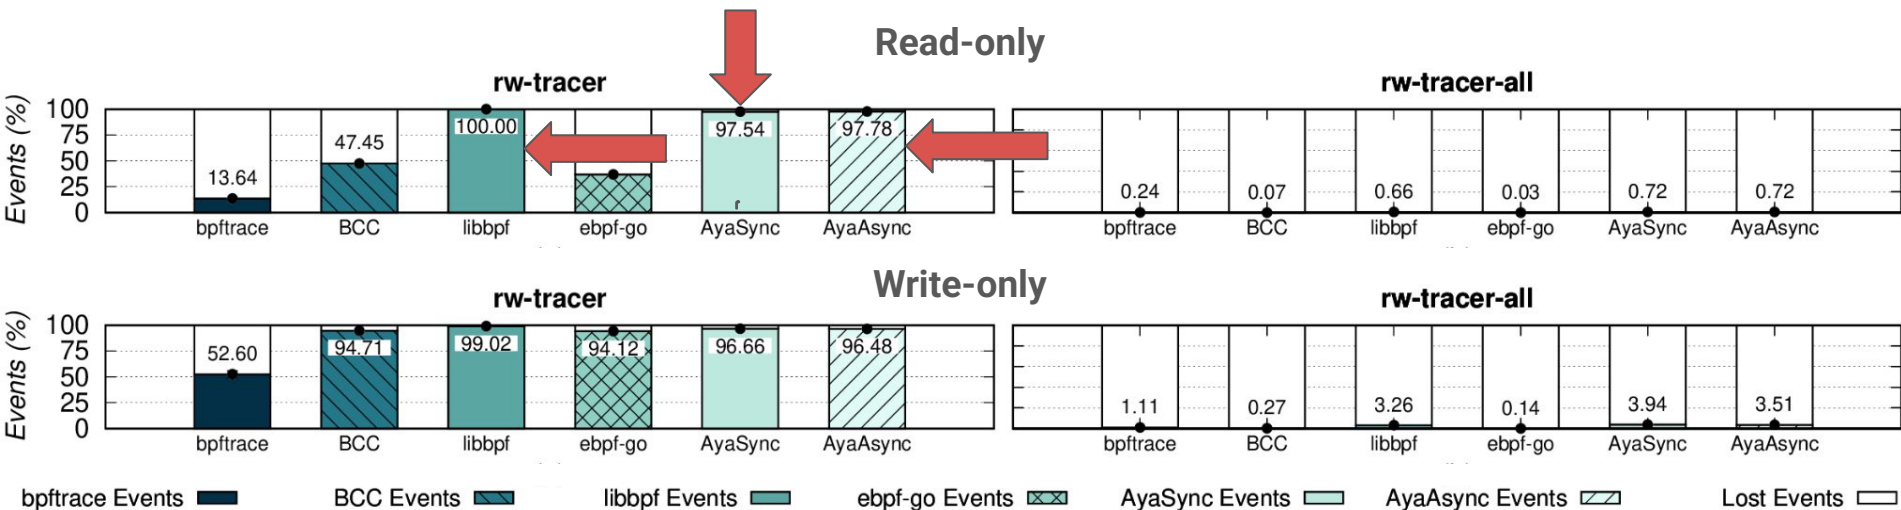 Read-only
rw-tracer
rw-tracer-all
Events (%)
100
75
50
25
0
13.64
47.45
100.00
97.54
97.78
0.24
0.07
0.66
0.03
0.72
0.72
bpftrace BCC libbpf ebpf-go AyaSync AyaAsync
bpftrace BCC libbpf ebpf-go AyaSync AyaAsync
Write-only
rw-tracer
rw-tracer-all
Events (%)
100
75
50
25
0
52.60
94.71
99.02
94.12
96.66
96.48
1.11
0.27
3.26
0.14
3.94
3.51
bpftrace BCC libbpf ebpf-go AyaSync AyaAsync
bpftrace BCC libbpf ebpf-go AyaSync AyaAsync
bpftrace Events BCC Events libbpf Events ebpf-go Events AyaSync Events AyaAsync Events Lost Events